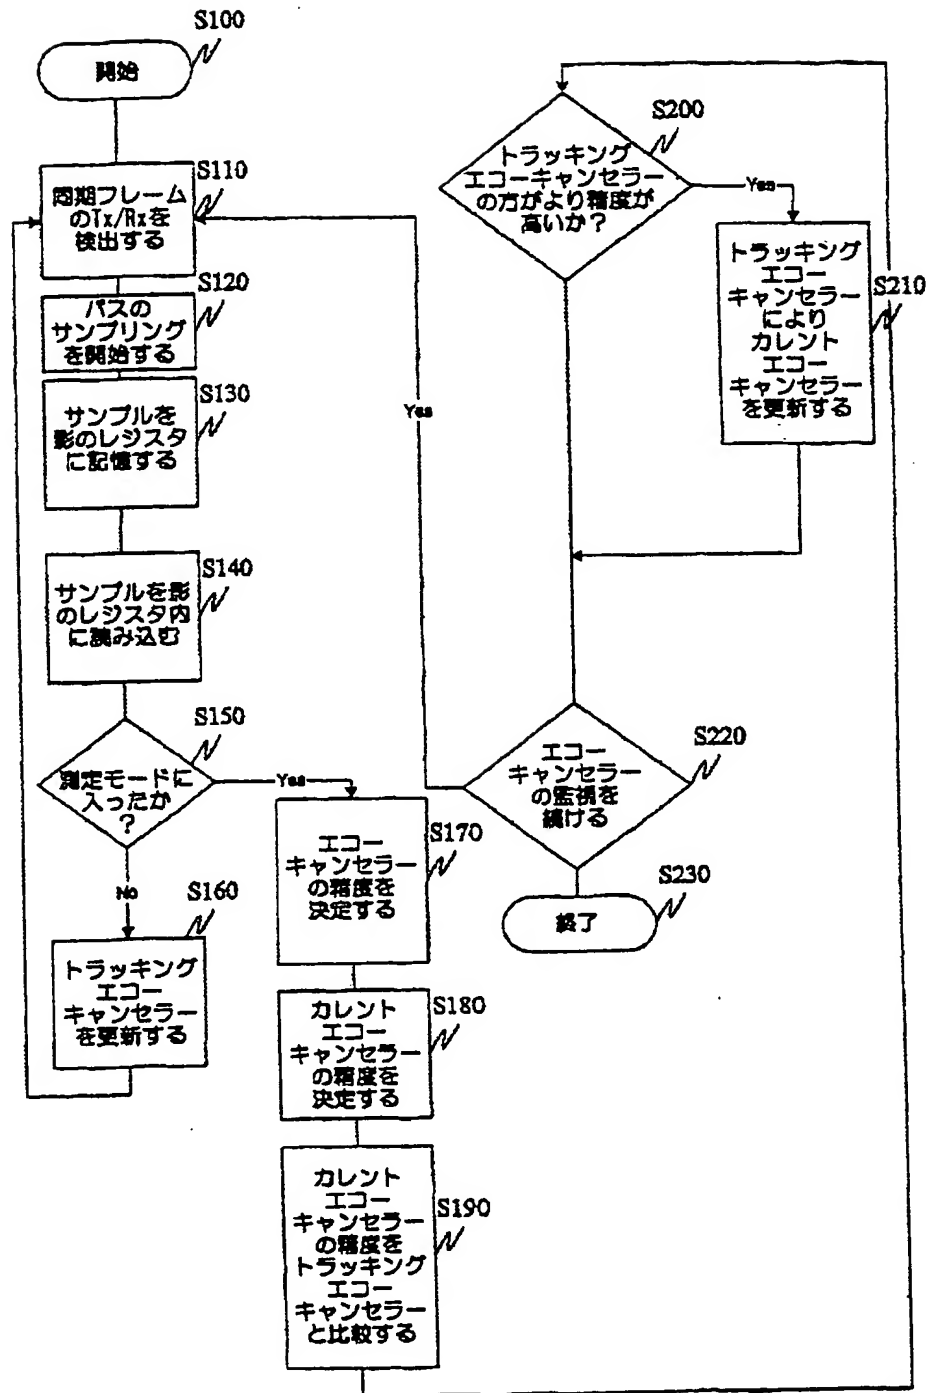 S100
開始
S110
同期フレーム
のTx/Rxを
検出する
S120
パスの
サンプリング
を開始する
S130
サンプルを
影のレジスタ
に記憶する
S140
サンプルを影
のレジスタ内
に読み込む
S150
測定モードに
入ったか
?
Yes
No
S160
トラッキング
エコー
キャンセラー
を更新する
S170
エコー
キャンセラー
の精度を
決定する
S180
カレント
エコー
キャンセラー
の精度を
決定する
S190
カレント
エコー
キャンセラー
の精度を
トラッキング
エコー
キャンセラー
と比較する
S200
トラッキング
エコーキャンセラー
の方がより精度が
高いか?
Yes
S210
トラッキング
エコー
キャンセラー
により
カレント
エコー
キャンセラー
を更新する
Yes
S220
エコー
キャンセラー
の監視を
続ける
S230
終了